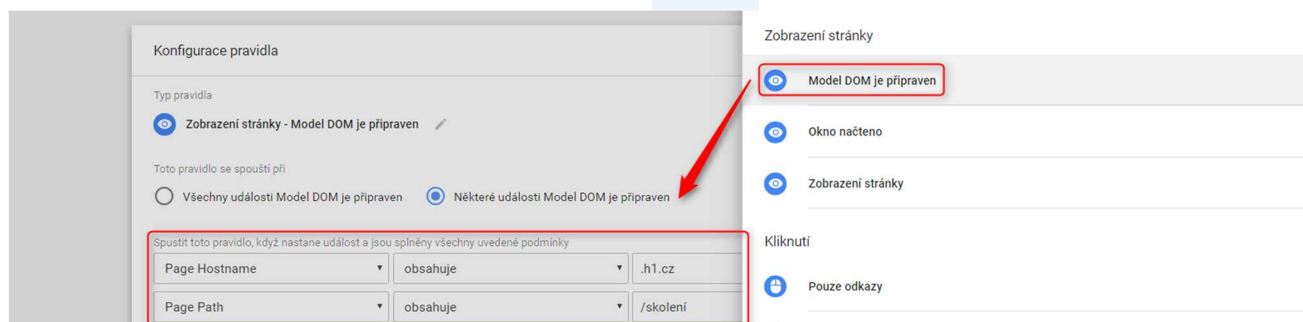 Konfigurace pravidla
Typ pravidla
Zobrazení stránky - Model DOM je připraven
Toto pravidlo se spouští při
Všechny události Model DOM je připraven
Některé události Model DOM je připraven
Spustit toto pravidlo, když nastane událost a jsou splněny všechny uvedené podmínky
Page Hostname obsahuje .h1.cz
Page Path obsahuje /skolení
Zobrazení stránky
Model DOM je připraven
Okno načteno
Zobrazení stránky
Kliknutí
Pouze odkazy